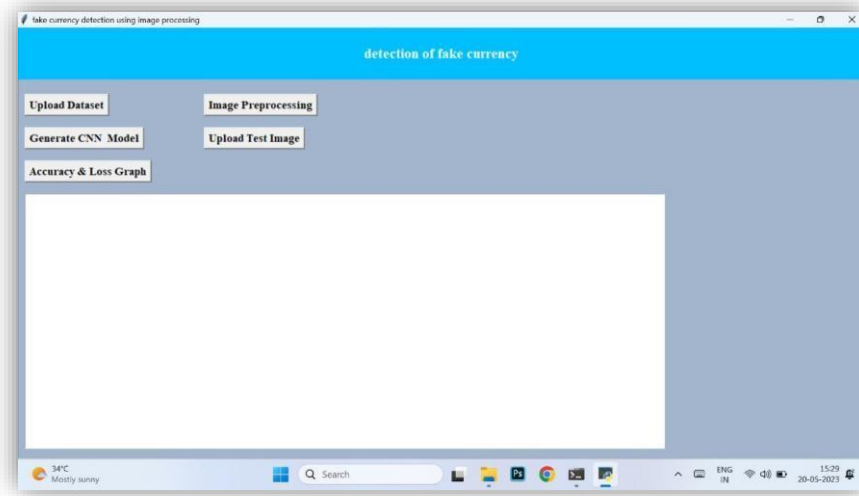 fake currency detection using image processing
detection of fake currency
Upload Dataset
Image Preprocessing
Generate CNN Model
Upload Test Image
Accuracy & Loss Graph
34°C
Mostly sunny
Search
Ps
ENG
IN
15:29
20-05-2023